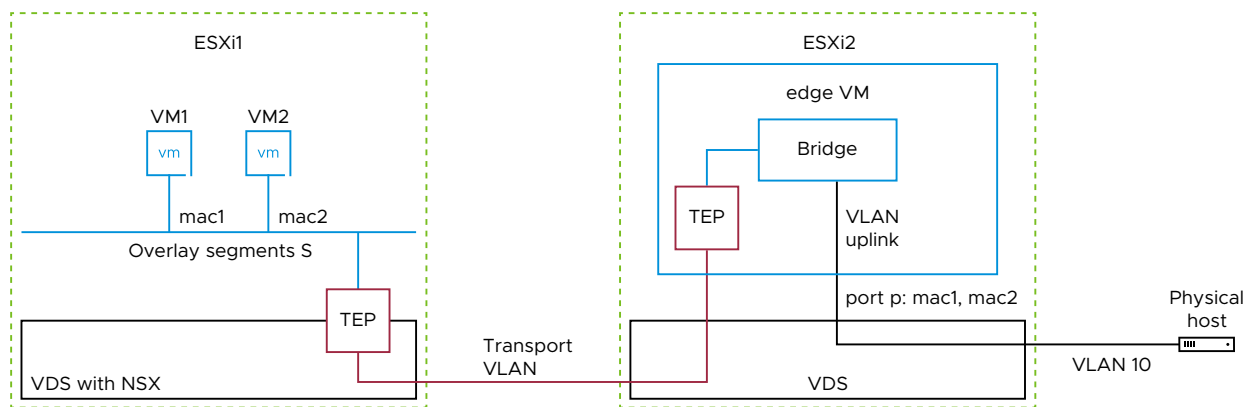 ESXi1
VM1
VM2
vm
vm
mac1
mac2
Overlay segments S
TEP
VDS with NSX
Transport
VLAN
ESXi2
edge VM
Bridge
TEP
VLAN
uplink
port p: mac1, mac2
VDS
Physical
host
VLAN 10